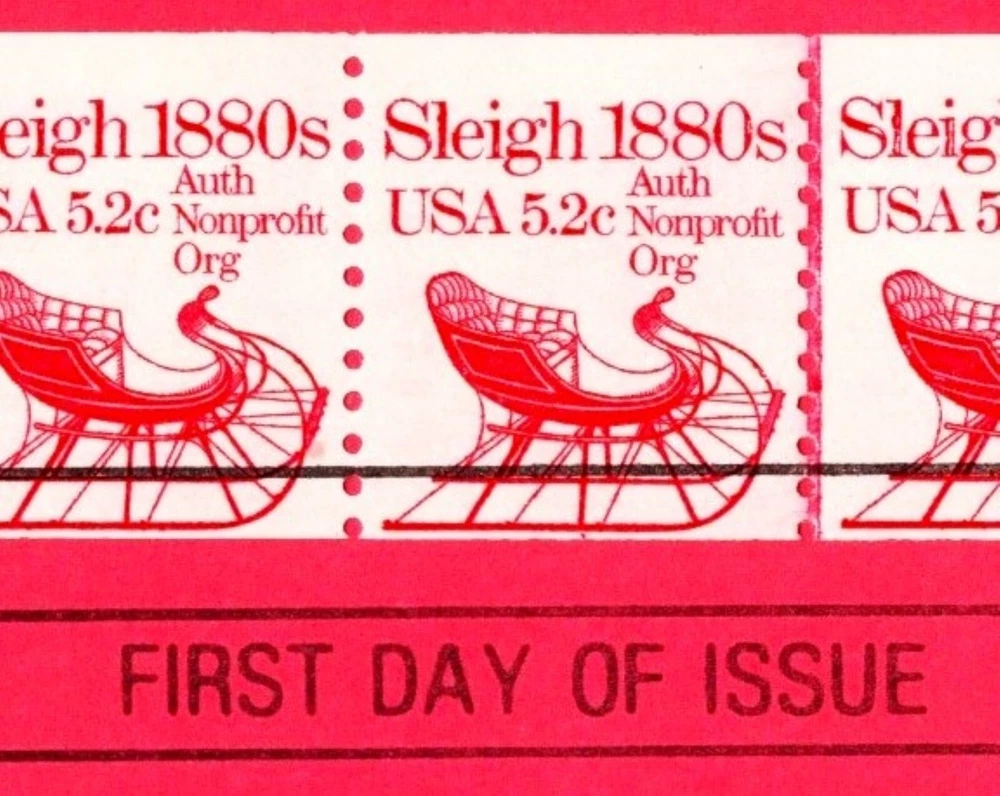 eigh 1880s
SA 5.2c
Auth
Nonprofit
Org
Sleigh 1880s
USA 5.2c
Auth
Nonprofit
Org
Sleig
USA 5
FIRST DAY OF ISSUE